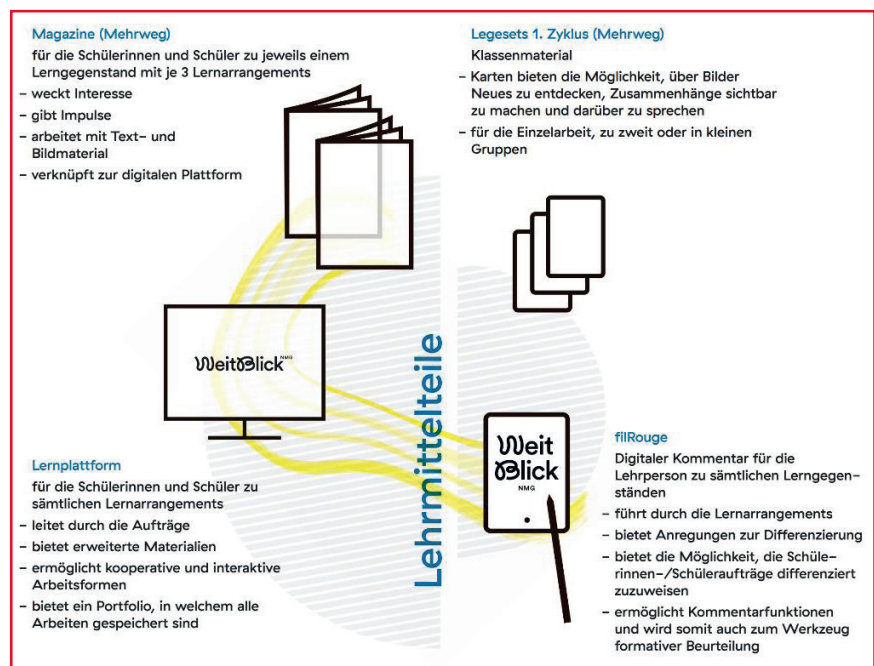 Magazine (Mehrweg)
für die Schülerinnen und Schüler zu jeweils einem
Lerngegenstand mit je 3 Lernarrangements
– weckt Interesse
– gibt Impulse
– arbeitet mit Text- und
Bildmaterial
– verknüpft zur digitalen Plattform
Legesets 1. Zyklus (Mehrweg)
Klassenmaterial
– Karten bieten die Möglichkeit, über Bilder
Neues zu entdecken, Zusammenhänge sichtbar
zu machen und darüber zu sprechen
– für die Einzelarbeit, zu zweit oder in kleinen
Gruppen
WeitBlick NMG
Lehrmittelteile
Lernplattform
für die Schülerinnen und Schüler zu
sämtlichen Lernarrangements
– leitet durch die Aufträge
– bietet erweiterte Materialien
– ermöglicht kooperative und interaktive
Arbeitsformen
– bietet ein Portfolio, in welchem alle
Arbeiten gespeichert sind
Weit
Blick
NMG
filRouge
Digitaler Kommentar für die
Lehrperson zu sämtlichen Lerngegen-
ständen
– führt durch die Lernarrangements
– bietet Anregungen zur Differenzierung
– bietet die Möglichkeit, die Schüle-
rinnen-/Schüleraufträge differenziert
zuzuweisen
– ermöglicht Kommentarfunktionen
und wird somit auch zum Werkzeug
formativer Beurteilung